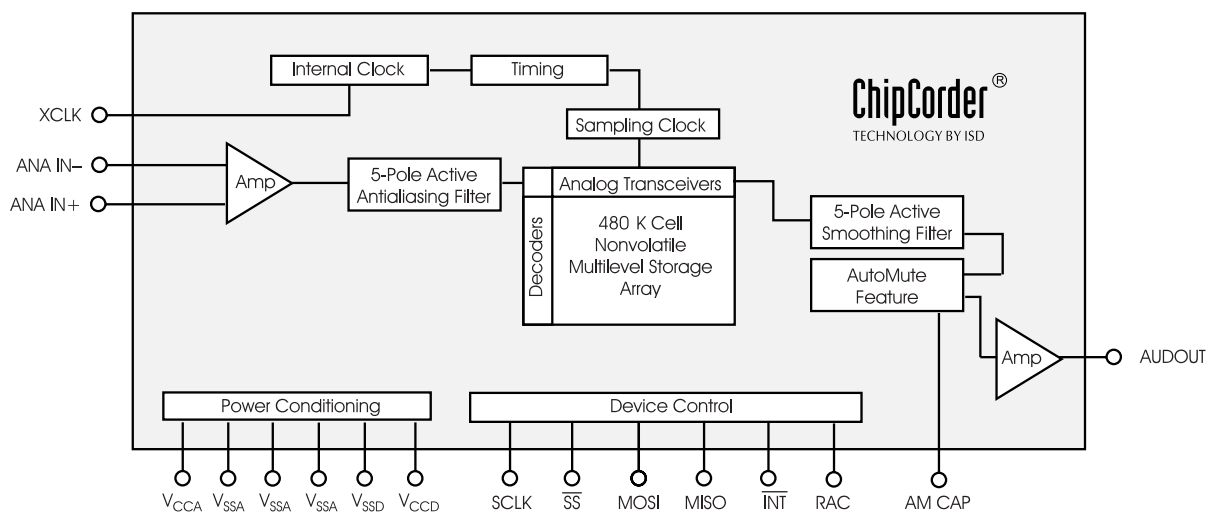 Internal Clock
Timing
ChipCorder®
TECHNOLOGY BY ISD
XCLK
Sampling Clock
ANA IN–
ANA IN+
Amp
5-Pole Active
Antialiasing Filter
Analog Transceivers
Decoders
480 K Cell
Nonvolatile
Multilevel Storage
Array
5-Pole Active
Smoothing Filter
AutoMute
Feature
Amp
AUDOUT
Power Conditioning
Device Control
VCCA
VSSA
VSSA
VSSA
VSSD
VCCD
SCLK
S̅S̅
MOSI
MISO
I̅N̅T̅
RAC
AM CAP